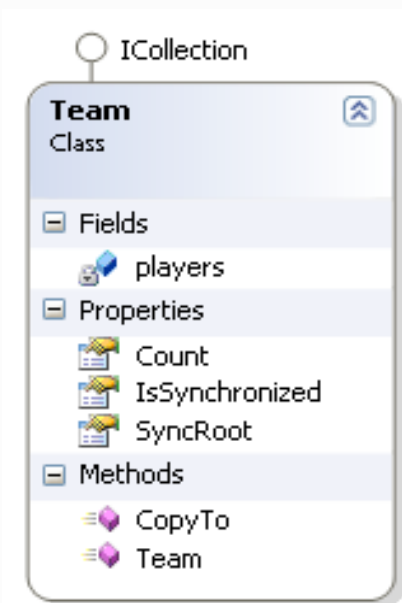 ICollection
Team
Class
Fields
players
Properties
Count
IsSynchronized
SyncRoot
Methods
CopyTo
Team